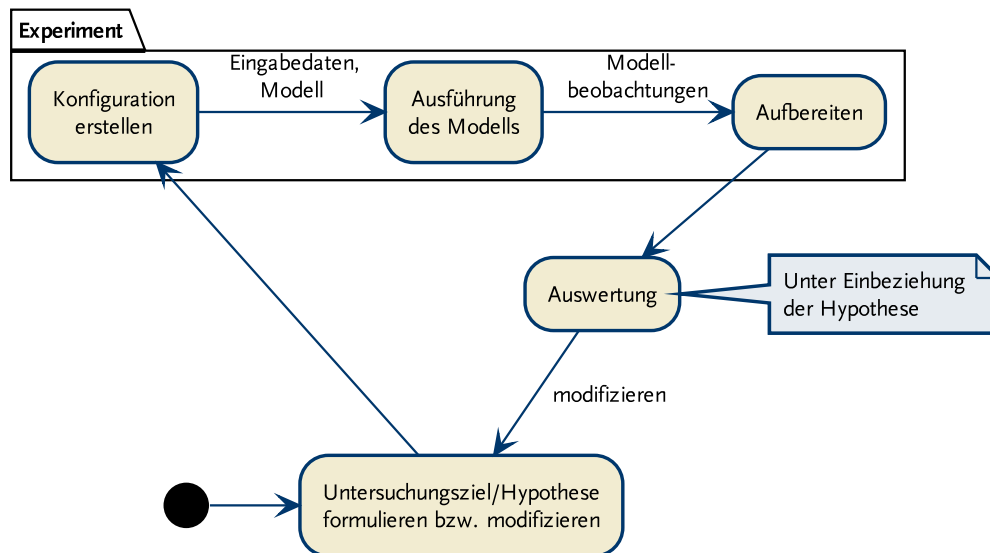 Experiment
Konfiguration
erstellen
Eingabedaten,
Modell
Ausführung
des Modells
Modell-
beobachtungen
Aufbereiten
Auswertung
Unter Einbeziehung
der Hypothese
modifizieren
Untersuchungsziel/Hypothese
formulieren bzw. modifizieren